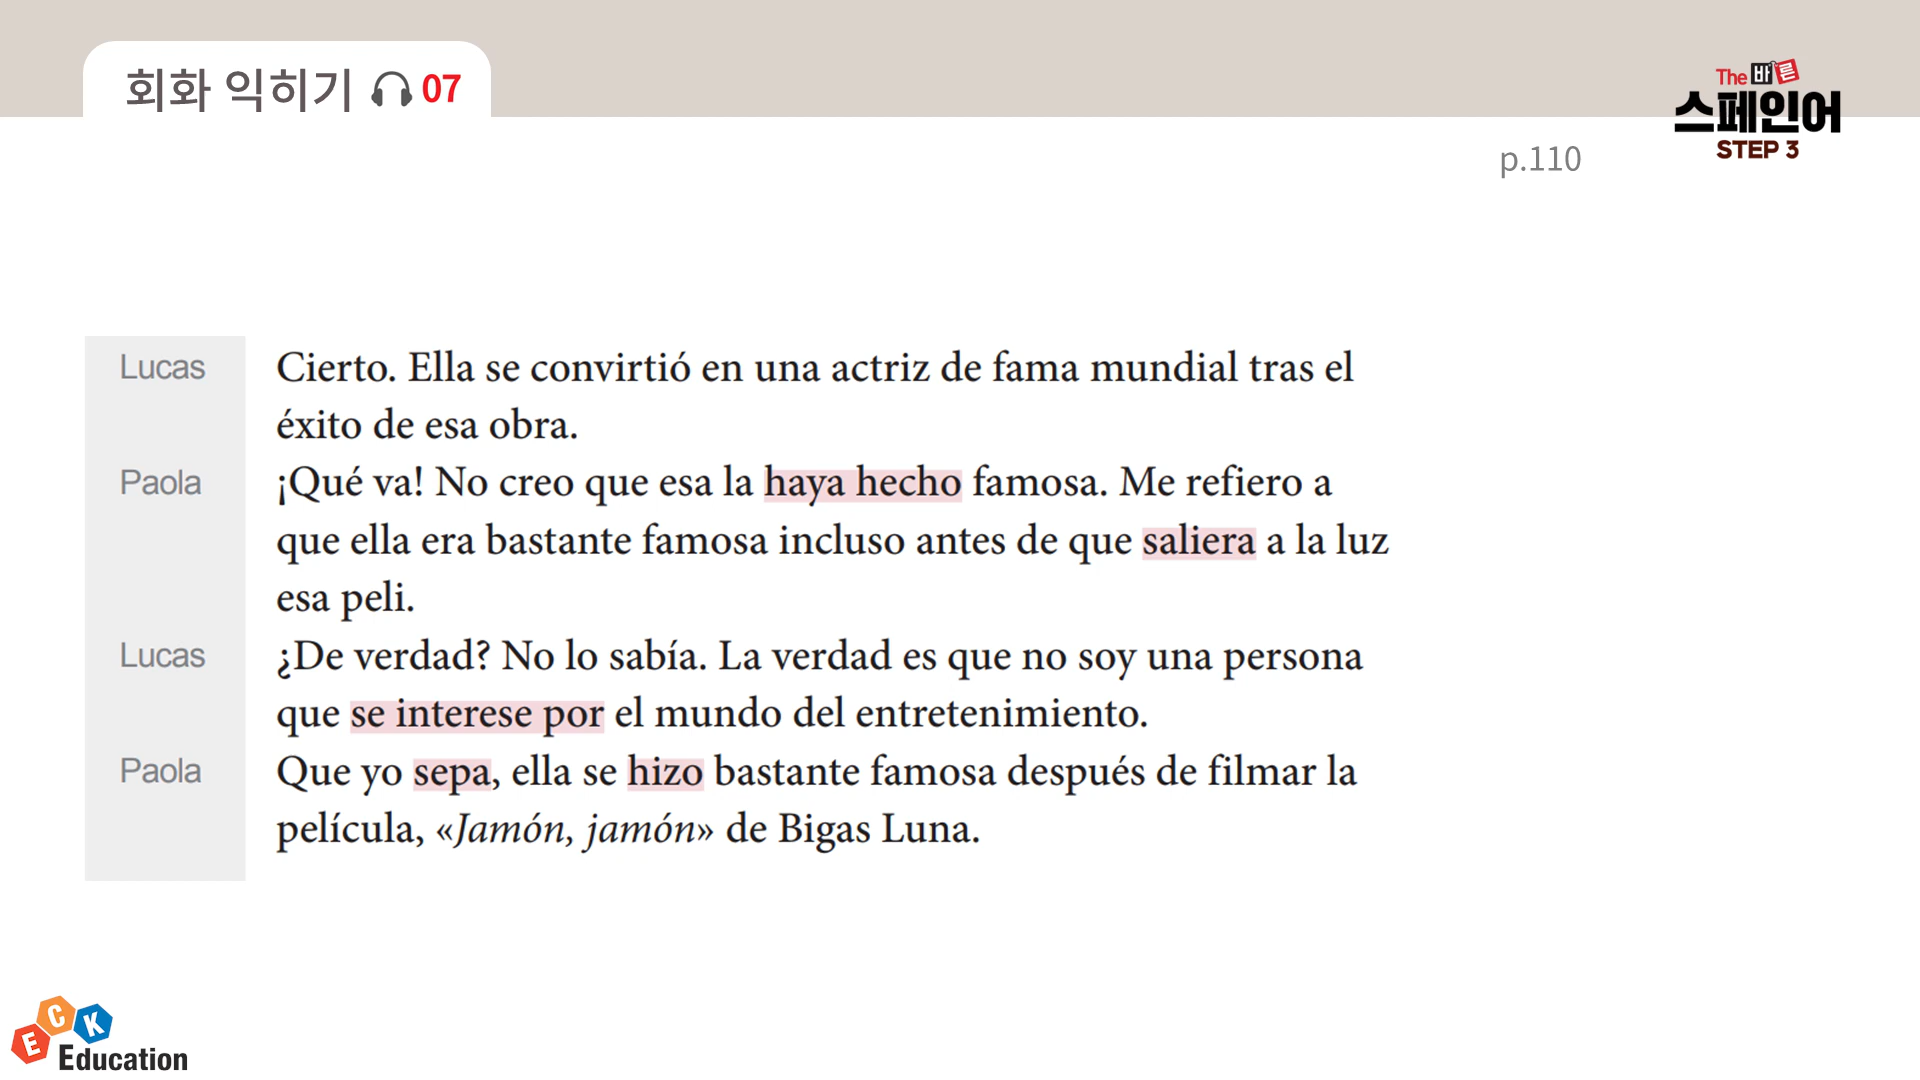 회화 익히기 07
The 바른
스페인어
STEP 3
p.110
Lucas Cierto. Ella se convirtió en una actriz de fama mundial tras el
éxito de esa obra.
Paola ¡Qué va! No creo que esa la haya hecho famosa. Me refiero a
que ella era bastante famosa incluso antes de que saliera a la luz
esa peli.
Lucas ¿De verdad? No lo sabía. La verdad es que no soy una persona
que se interese por el mundo del entretenimiento.
Paola Que yo sepa, ella se hizo bastante famosa después de filmar la
película, «Jamón, jamón» de Bigas Luna.
ECK
Education